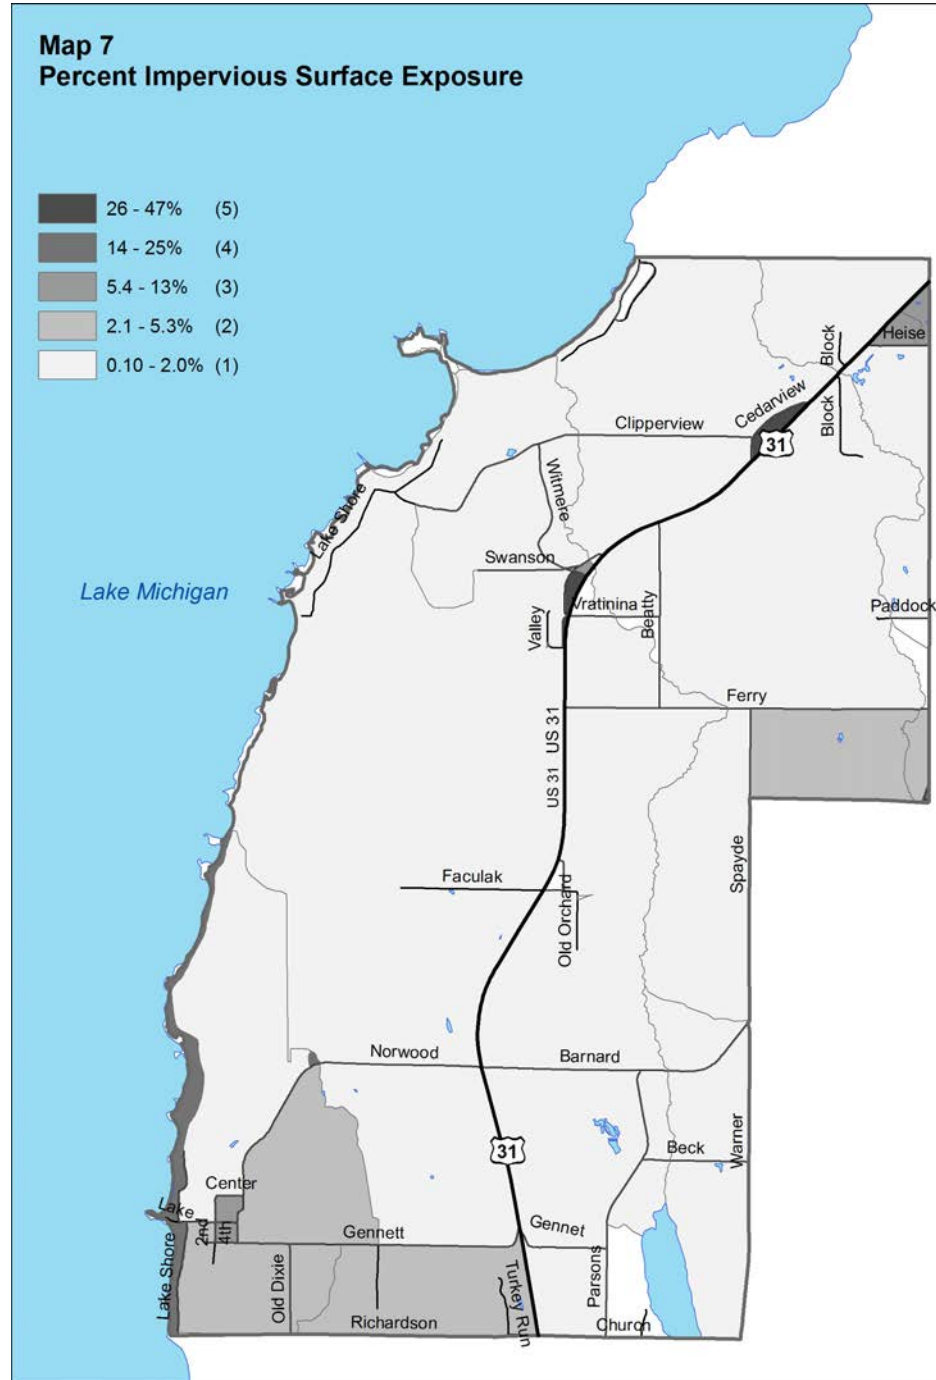 Map 7
Percent Impervious Surface Exposure
26 - 47% (5)
14 - 25% (4)
5.4 - 13% (3)
2.1 - 5.3% (2)
0.10 - 2.0% (1)
Heise
Block
Block
Cedarview
Clipperview
31
Witmere
Lake Shore
Swanson
Lake Michigan
Vratinina
Paddock
Valley
Beatty
Ferry
US 31
US 31
Spayde
Faculak
Old Orchard
Norwood
Barnard
31
Beck
Warner
Center
Lake
2nd
4th
Gennett
Gennet
Lake Shore
Old Dixie
Turkey Run
Parsons
Richardson
Church